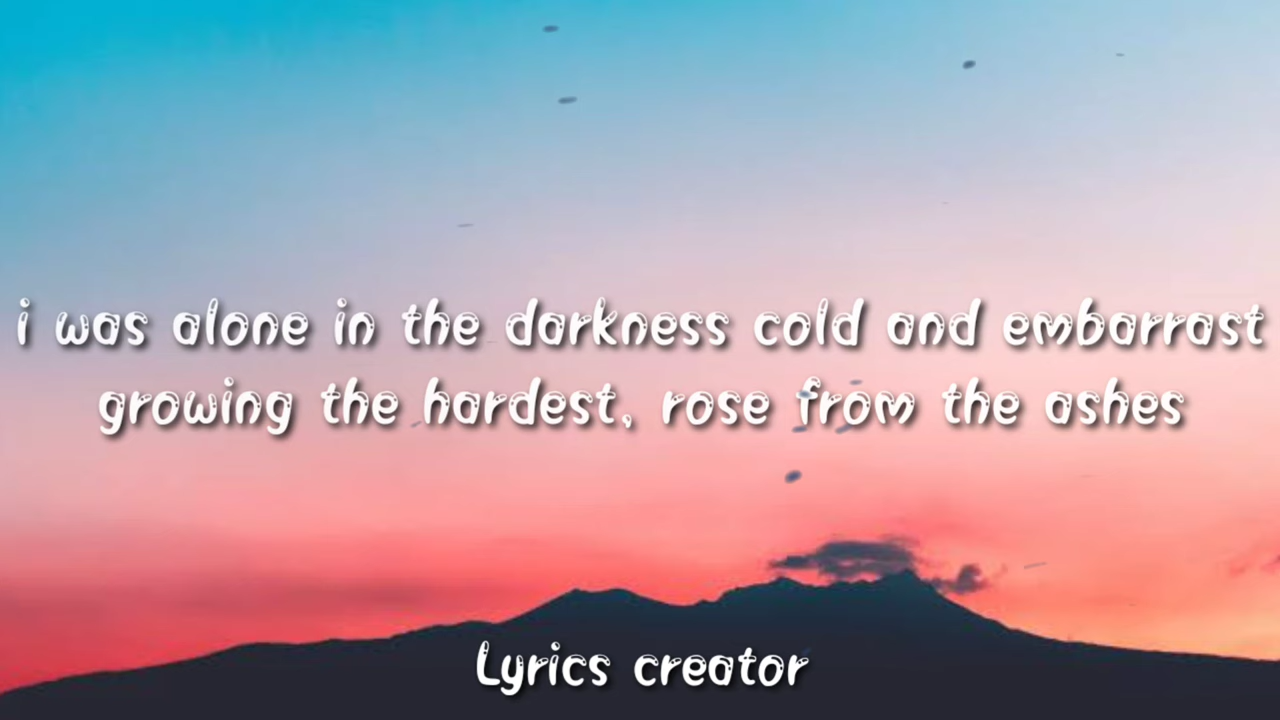 i was alone in the darkness cold and embarrast
growing the hardest, rose from the ashes
Lyrics creator